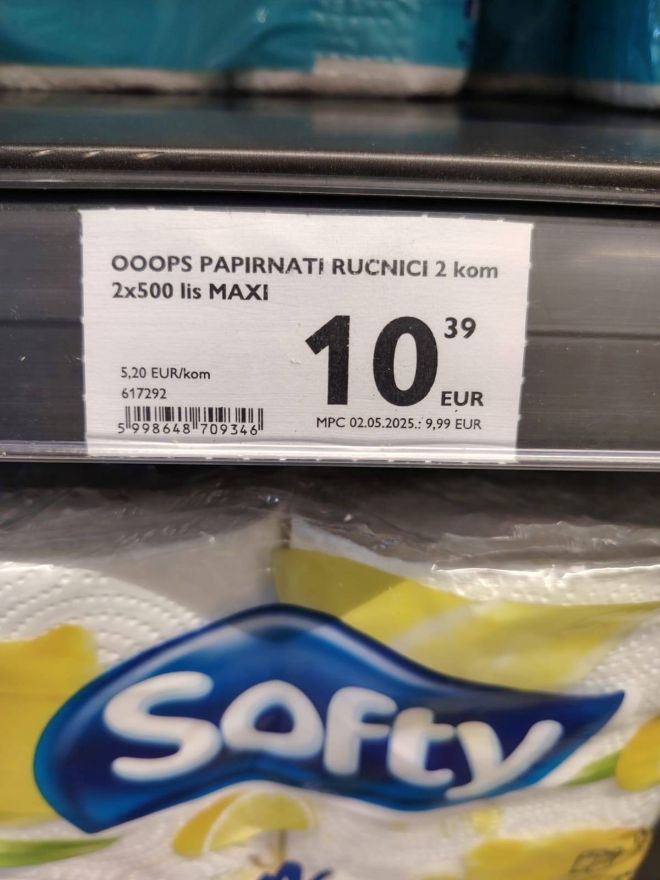 OOOPS PAPIRNATI RUCNICI 2 kom
2x500 lis MAXI
10 39
EUR
5,20 EUR/kom
617292
5 998648 709346
MPC 02.05.2025.: 9,99 EUR
Softy